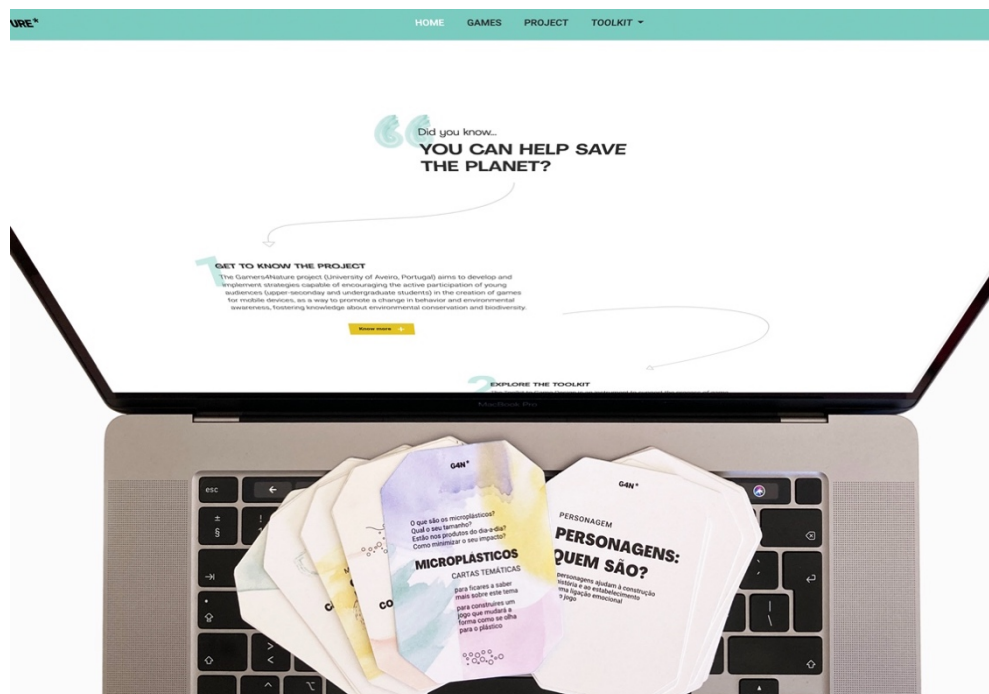 URE*
HOME GAMES PROJECT TOOLKIT
Did you know...
YOU CAN HELP SAVE
THE PLANET?
1
GET TO KNOW THE PROJECT
The Gamers4Nature project (University of Aveiro, Portugal) aims to develop and
implement strategies capable of encouraging the active participation of young
audiences (upper-seconday and undergraduate students) in the creation of games
for mobile devices, as a way to promote a change in behavior and environmental
awareness, fostering knowledge about environmental conservation and biodiversity.
Know more +
2
EXPLORE THE TOOLKIT
MacBook Pro
esc
G4N*
O que são os microplásticos?
Qual o seu tamanho?
Estão nos produtos do dia-a-dia?
Como minimizar o seu impacto?
MICROPLÁSTICOS
CARTAS TEMÁTICAS
para ficares a saber
mais sobre este tema
para construíres um
jogo que mudará a
forma como se olha
para o plástico
G4N*
PERSONAGEM
PERSONAGENS:
QUEM SÃO?
personagens ajudam à construção
história e ao estabelecimento
ma ligação emocional
jogo